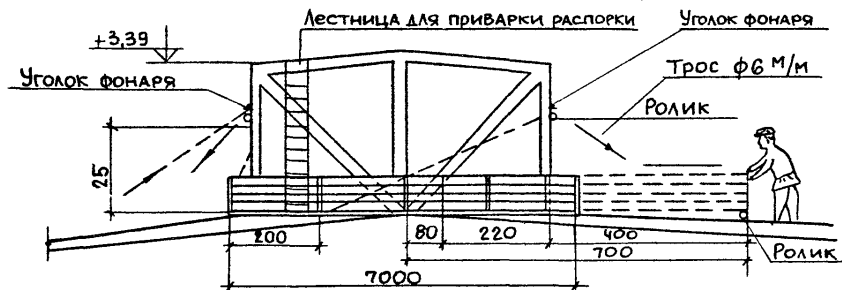 Лестница для приварки распорки
Уголок фонаря
+3,39
Уголок фонаря
Трос ф6 м/м
Ролик
25
200
80
220
400
700
Ролик
7000